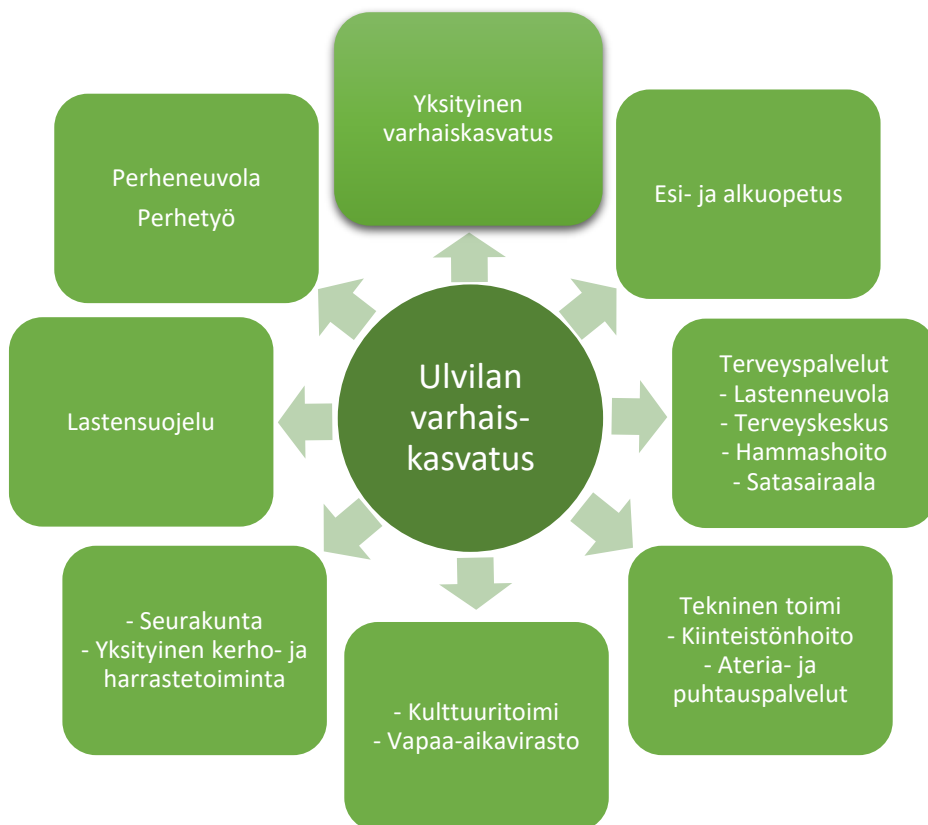 Yksityinen
varhaiskasvatus
Perheneuvola
Perhetyö
Esi- ja alkuopetus
Ulvilan
varhais-
kasvatus
Lastensuojelu
Terveyspalvelut
- Lastenneuvola
- Terveyskeskus
- Hammashoito
- Satasairaala
- Seurakunta
- Yksityinen kerho- ja
harrastetoiminta
- Kulttuuritoimi
- Vapaa-aikavirasto
Tekninen toimi
- Kiinteistönhoito
- Ateria- ja
puhtauspalvelut